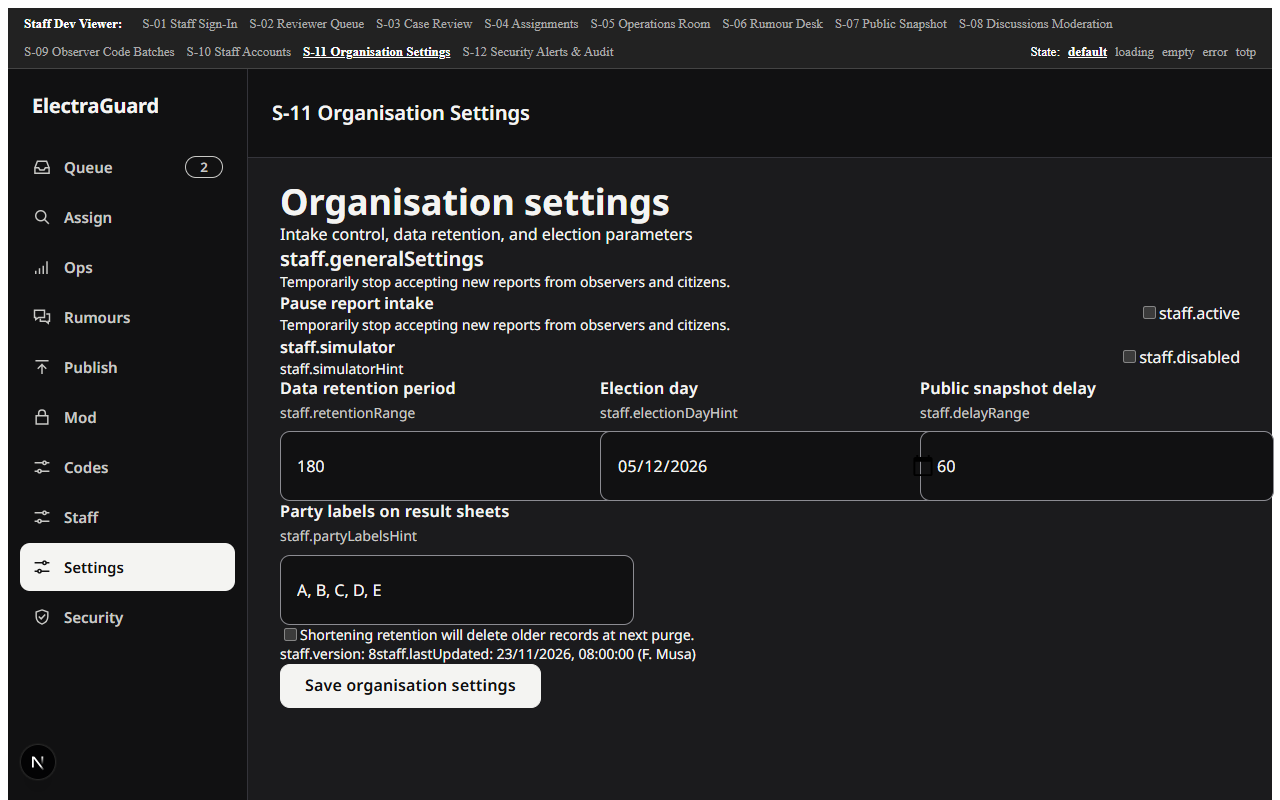 Staff Dev Viewer: S-01 Staff Sign-In S-02 Reviewer Queue S-03 Case Review S-04 Assignments S-05 Operations Room S-06 Rumour Desk S-07 Public Snapshot S-08 Discussions Moderation
S-09 Observer Code Batches S-10 Staff Accounts S-11 Organisation Settings S-12 Security Alerts & Audit State: default loading empty error totp
ElectraGuard
Queue 2
Assign
Ops
Rumours
Publish
Mod
Codes
Staff
Settings
Security
N
S-11 Organisation Settings
Organisation settings
Intake control, data retention, and election parameters
staff.generalSettings
Temporarily stop accepting new reports from observers and citizens.
Pause report intake
Temporarily stop accepting new reports from observers and citizens.
staff.active
staff.simulator
staff.simulatorHint
staff.disabled
Data retention period Election day Public snapshot delay
staff.retentionRange staff.electionDayHint staff.delayRange
180 05/12/2026 60
Party labels on result sheets
staff.partyLabelsHint
A, B, C, D, E
Shortening retention will delete older records at next purge.
staff.version: 8staff.lastUpdated: 23/11/2026, 08:00:00 (F. Musa)
Save organisation settings